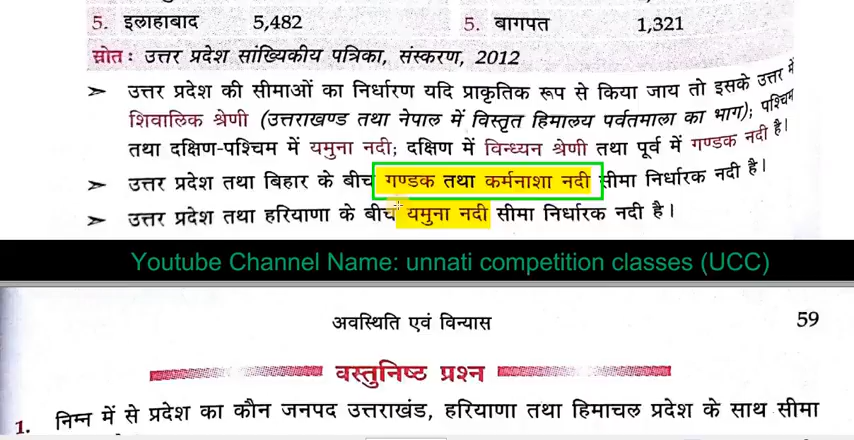 5. इलाहाबाद 5,482 5. बागपत 1,321
स्रोत: उत्तर प्रदेश सांख्यिकीय पत्रिका, संस्करण, 2012
➤ उत्तर प्रदेश की सीमाओं का निर्धारण यदि प्राकृतिक रूप से किया जाय तो इसके उत्तर में
शिवालिक श्रेणी (उत्तराखण्ड तथा नेपाल में विस्तृत हिमालय पर्वतमाला का भाग); पश्चिम
तथा दक्षिण-पश्चिम में यमुना नदी; दक्षिण में विन्ध्यन श्रेणी तथा पूर्व में गण्डक नदी है।
➤ उत्तर प्रदेश तथा बिहार के बीच गण्डक तथा कर्मनाशा नदी सीमा निर्धारक नदी है।
➤ उत्तर प्रदेश तथा हरियाणा के बीच यमुना नदी सीमा निर्धारक नदी है।
Youtube Channel Name: unnati competition classes (UCC)
अवस्थिति एवं विन्यास 59
वस्तुनिष्ठ प्रश्न
1. निम्न में से प्रदेश का कौन जनपद उत्तराखंड, हरियाणा तथा हिमाचल प्रदेश के साथ सीमा